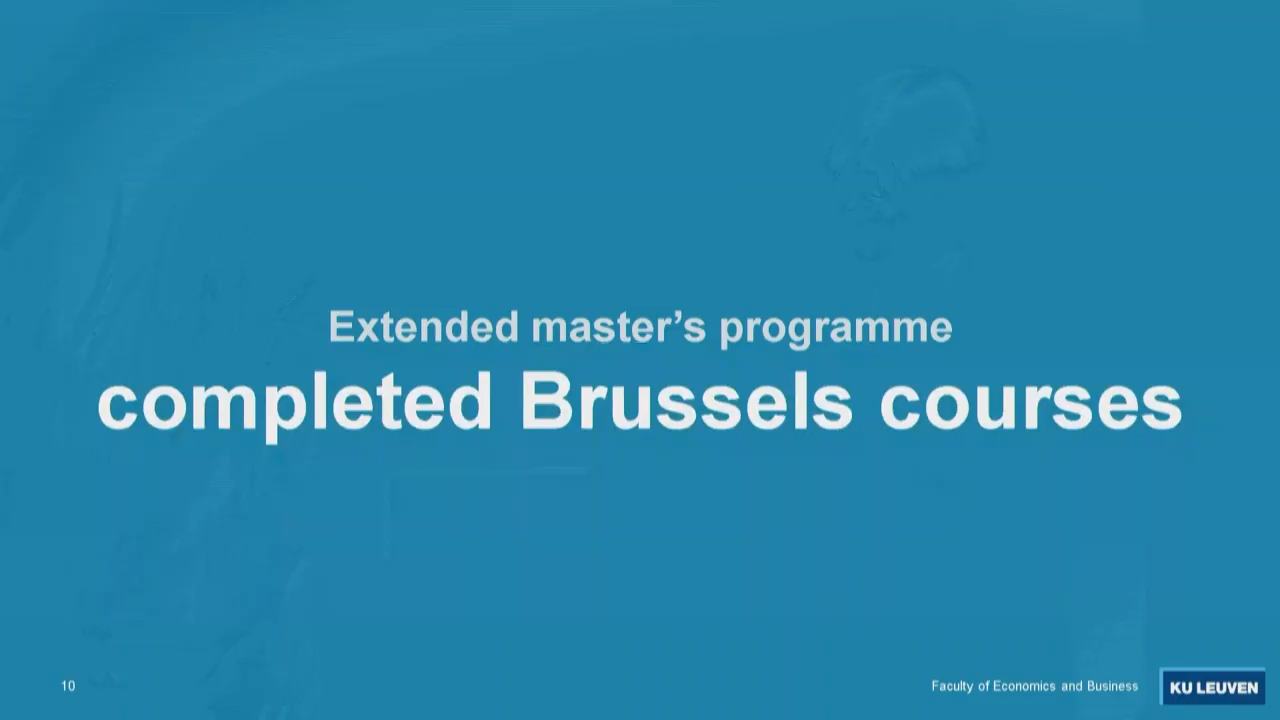 Extended master's programme
completed Brussels courses
10
Faculty of Economics and Business
KU LEUVEN